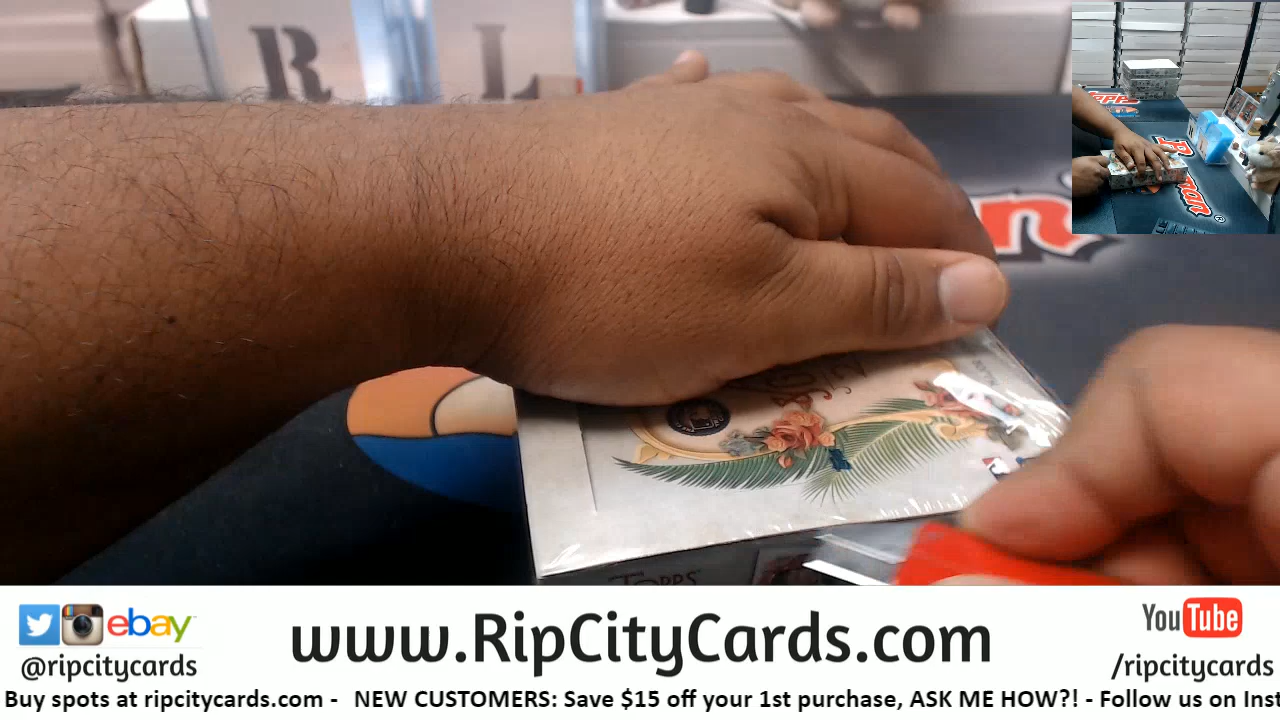 R L
TOPPS
ebay
@ripcitycards
www.RipCityCards.com
YouTube
/ripcitycards
Buy spots at ripcitycards.com - NEW CUSTOMERS: Save $15 off your 1st purchase, ASK ME HOW?! - Follow us on Inst